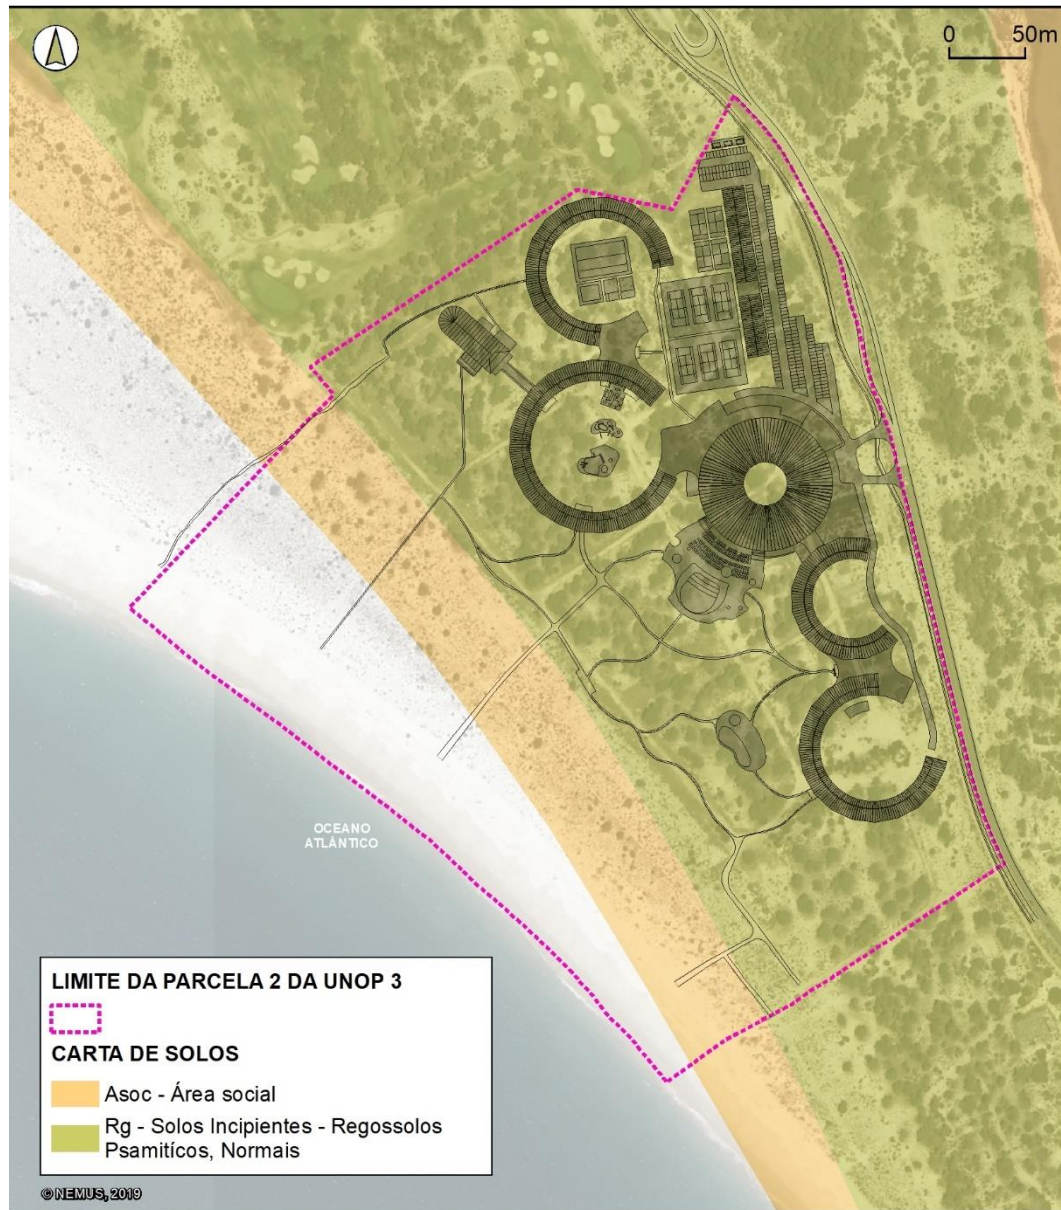 0 50m
OCEANO
ATLÂNTICO
LIMITE DA PARCELA 2 DA UNOP 3
CARTA DE SOLOS
Asoc - Área social
Rg - Solos Incipientes - Regossolos
Psamitícos, Normais
© NEMUS, 2019